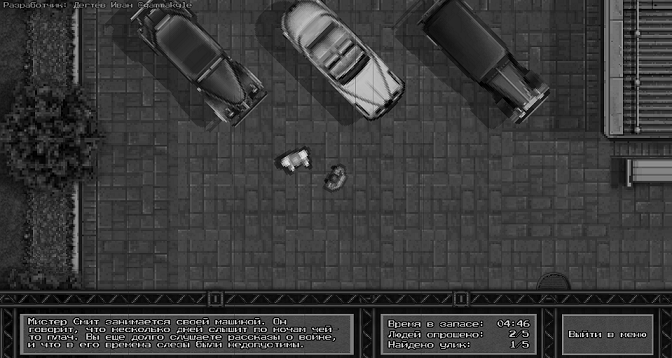 Разработчик: Дегтев Иван @gammakyle
Мистер Смит занимается своей машиной. Он
говорит, что несколько дней слышит по ночам чей
то плач. Вы еще долго слушаете рассказы о войне,
и что в его времена слезы были недопустимы.
Время в запасе: 04:46
Людей опрошено: 2/5
Найдено улик: 1/5
Выйти в меню